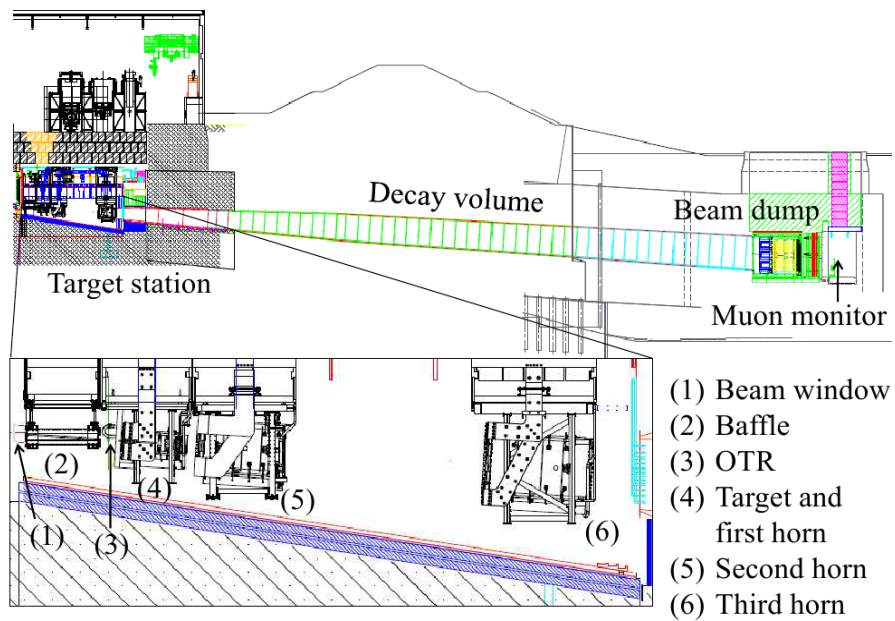 Decay volume
Beam dump
Target station
Muon monitor
(1) Beam window
(2) Baffle
(3) OTR
(4) Target and
first horn
(5) Second horn
(6) Third horn
(2)
(4)
(5)
(6)
(1)
(3)